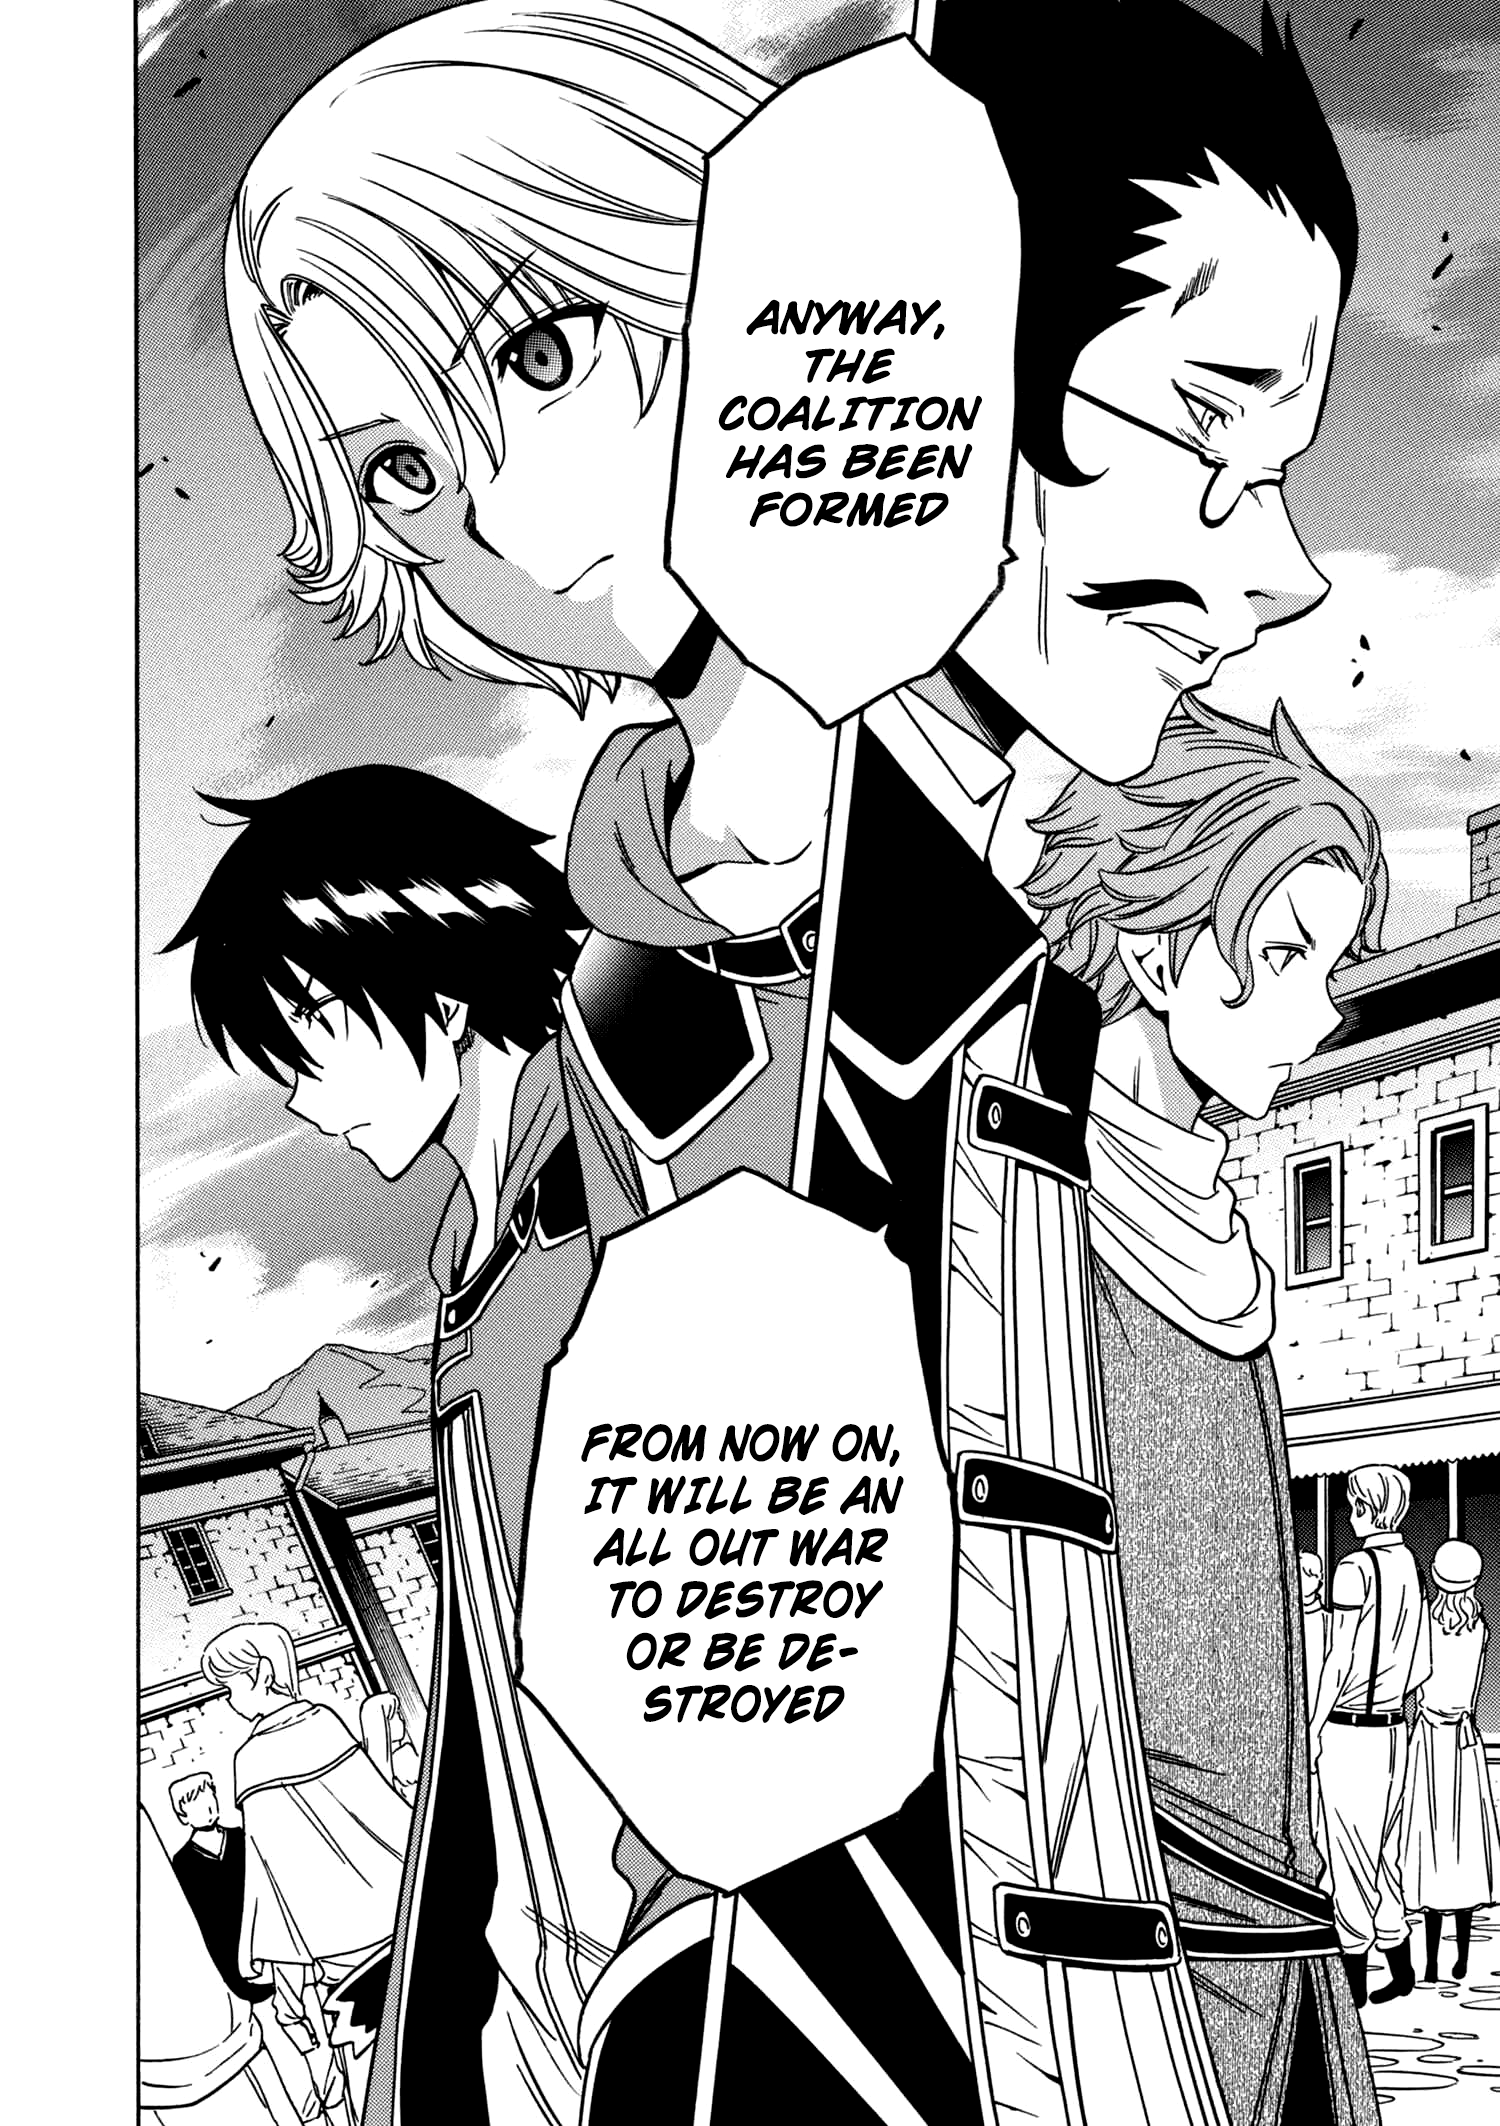 ANYWAY,
THE
COALITION
HAS BEEN
FORMED
FROM NOW ON,
IT WILL BE AN
ALL OUT WAR
TO DESTROY
OR BE DE-
STROYED